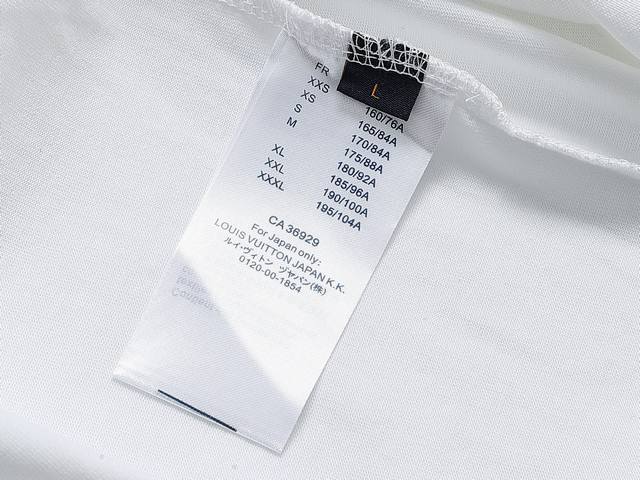 L
FR
XXS 160/76A
XS 165/84A
S 170/84A
M 175/88A
180/92A
XL 185/96A
XXL 190/100A
XXXL 195/104A
CA 36929
For Japan only:
LOUIS VUITTON JAPAN K.K.
ルイ・ヴィトン ヅャパン(株)
0120-00-1854